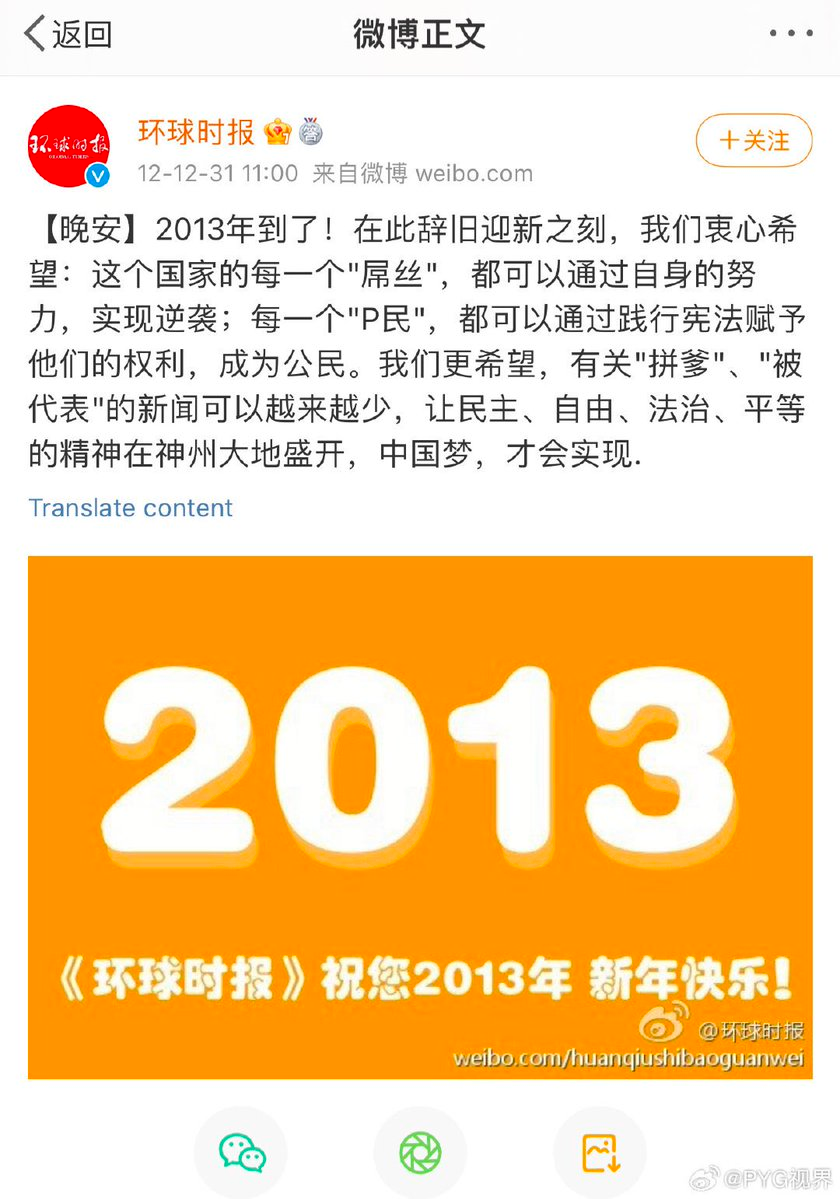 返回
微博正文
环球时报
GLOBAL TIMES
环球时报
12-12-31 11:00 来自微博 weibo.com
+关注
【晚安】2013年到了！在此辞旧迎新之刻，我们衷心希
望：这个国家的每一个"屌丝"，都可以通过自身的努
力，实现逆袭；每一个"P民"，都可以通过践行宪法赋予
他们的权利，成为公民。我们更希望，有关"拼爹"、"被
代表"的新闻可以越来越少，让民主、自由、法治、平等
的精神在神州大地盛开，中国梦，才会实现.
Translate content
2013
《环球时报》祝您2013年 新年快乐！
@环球时报
weibo.com/huanqiushibaoguanwei
@PYG视界